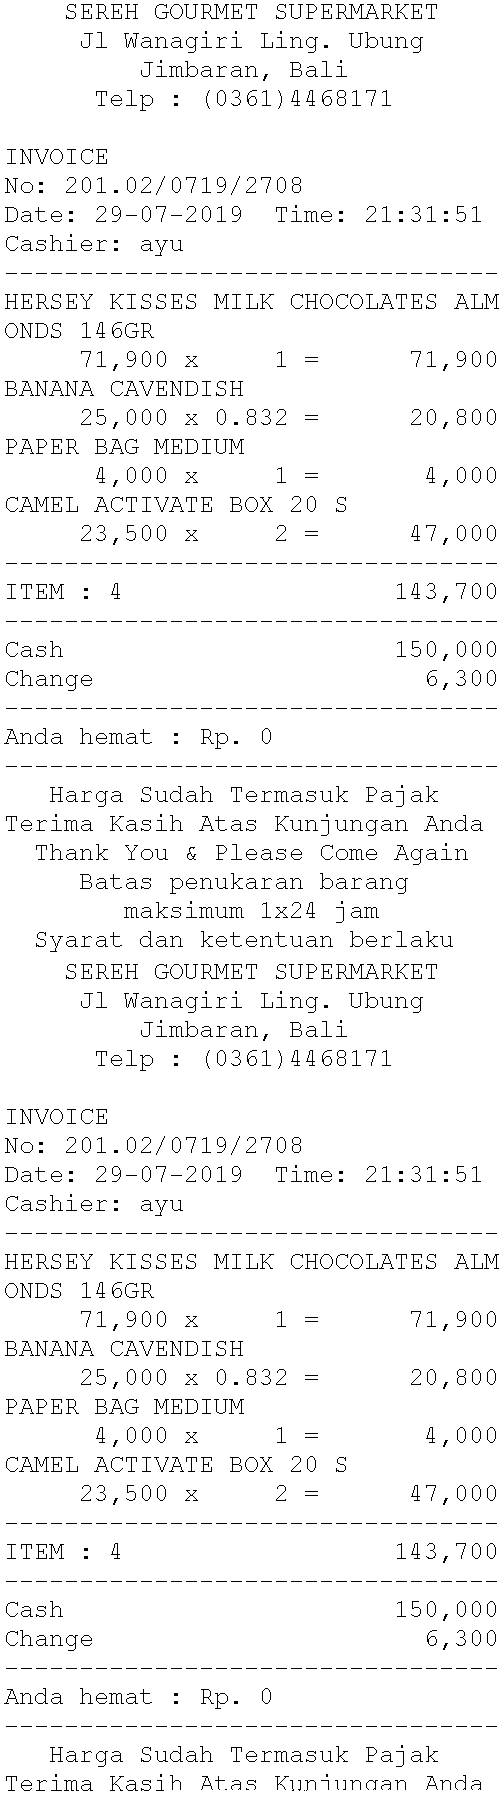 SEREH GOURMET SUPERMARKET
Jl Wanagiri Ling. Ubung
Jimbaran, Bali
Telp : (0361)4468171
INVOICE
No: 201.02/0719/2708
Date: 29-07-2019 Time: 21:31:51
Cashier: ayu
---------------------------------
HERSEY KISSES MILK CHOCOLATES ALM
ONDS 146GR
71,900 x 1 = 71,900
BANANA CAVENDISH
25,000 x 0.832 = 20,800
PAPER BAG MEDIUM
4,000 x 1 = 4,000
CAMEL ACTIVATE BOX 20 S
23,500 x 2 = 47,000
---------------------------------
ITEM : 4 143,700
---------------------------------
Cash 150,000
Change 6,300
---------------------------------
Anda hemat : Rp. 0
---------------------------------
Harga Sudah Termasuk Pajak
Terima Kasih Atas Kunjungan Anda
Thank You & Please Come Again
Batas penukaran barang
maksimum 1x24 jam
Syarat dan ketentuan berlaku
SEREH GOURMET SUPERMARKET
Jl Wanagiri Ling. Ubung
Jimbaran, Bali
Telp : (0361)4468171
INVOICE
No: 201.02/0719/2708
Date: 29-07-2019 Time: 21:31:51
Cashier: ayu
---------------------------------
HERSEY KISSES MILK CHOCOLATES ALM
ONDS 146GR
71,900 x 1 = 71,900
BANANA CAVENDISH
25,000 x 0.832 = 20,800
PAPER BAG MEDIUM
4,000 x 1 = 4,000
CAMEL ACTIVATE BOX 20 S
23,500 x 2 = 47,000
---------------------------------
ITEM : 4 143,700
---------------------------------
Cash 150,000
Change 6,300
---------------------------------
Anda hemat : Rp. 0
---------------------------------
Harga Sudah Termasuk Pajak
Terima Kasih Atas Kunjungan Anda